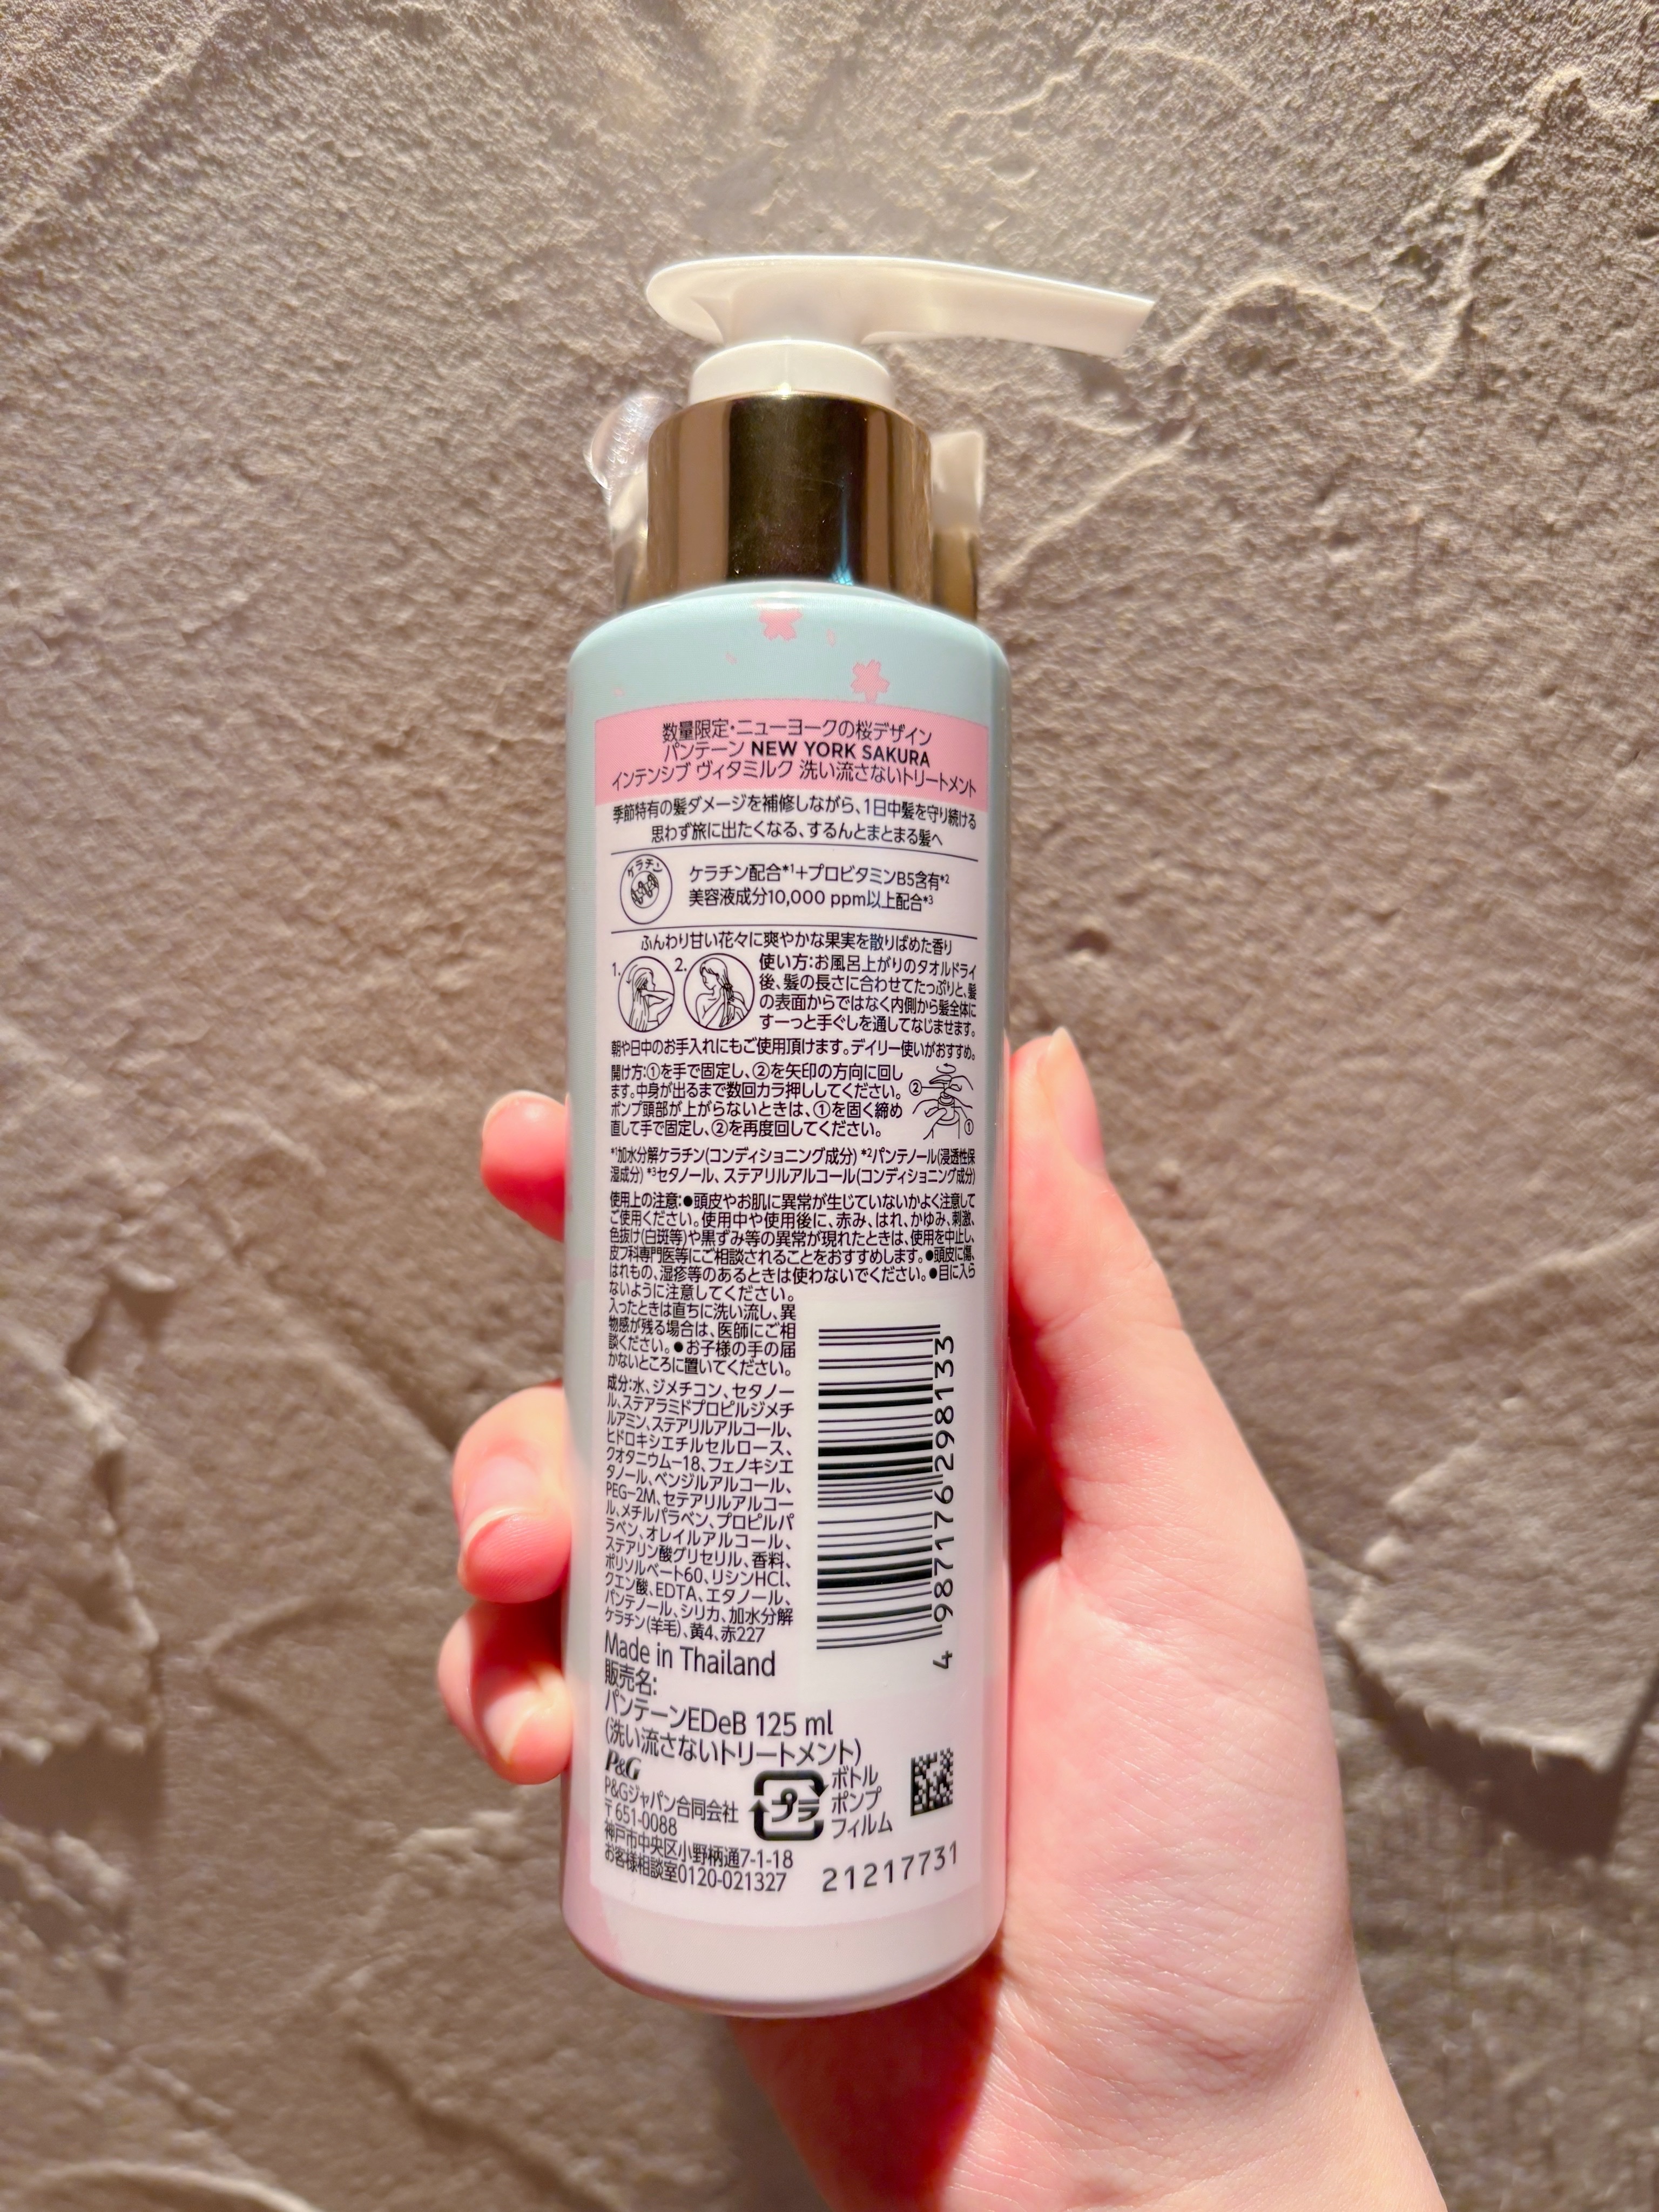 数量限定・ニューヨークの桜デザイン
パンテーン NEW YORK SAKURA
インテンシブ ヴィタミルク 洗い流さないトリートメント
季節特有の髪ダメージを補修しながら、1日中髪を守り続ける
思わず旅に出たくなる、するんとまとまる髪へ
ケラチン
ケラチン配合*1+プロビタミンB5含有*2
美容液成分10,000 ppm以上配合*3
ふんわり甘い花々に爽やかな果実を散りばめた香り
1. 2.
使い方:お風呂上がりのタオルドライ
後、髪の長さに合わせてたっぷりと、髪
の表面からではなく内側から髪全体に
すーっと手ぐしを通してなじませます。
朝や日中のお手入れにもご使用頂けます。デイリー使いがおすすめ。
開け方:①を手で固定し、②を矢印の方向に回し
ます。中身が出るまで数回カラ押ししてください。
ポンプ頭部が上がらないときは、①を固く締め
直して手で固定し、②を再度回してください。
②
①
*1加水分解ケラチン(コンディショニング成分) *2パンテノール(浸透性保
湿成分) *3セタノール、ステアリルアルコール(コンディショニング成分)
使用上の注意:●頭皮やお肌に異常が生じていないかよく注意して
ご使用ください。使用中や使用後に、赤み、はれ、かゆみ、刺激、
色抜け(白斑等)や黒ずみ等の異常が現れたときは、使用を中止し、
皮フ科専門医等にご相談されることをおすすめします。●頭皮に傷、
はれもの、湿疹等のあるときは使わないでください。●目に入ら
ないように注意してください。
入ったときは直ちに洗い流し、異
物感が残る場合は、医師にご相
談ください。●お子様の手の届
かないところに置いてください。
成分:水、ジメチコン、セタノー
ル、ステアラミドプロピルジメチ
ルアミン、ステアリルアルコール、
ヒドロキシエチルセルロース、
クオタニウム-18、フェノキシエ
タノール、ベンジルアルコール、
PEG-2M、セテアリルアルコー
ル、メチルパラベン、プロピルパ
ラベン、オレイルアルコール、
ステアリン酸グリセリル、香料、
ポリソルベート60、リシンHCl、
クエン酸、EDTA、エタノール、
パンテノール、シリカ、加水分解
ケラチン(羊毛)、黄4、赤227
4 987176 298133
Made in Thailand
販売名:
パンテーンEDeB 125 ml
(洗い流さないトリートメント)
P&G
P&Gジャパン合同会社
〒651-0088
神戸市中央区小野柄通7-1-18
お客様相談室0120-021327
プラ
ボトル
ポンプ
フィルム
21217731